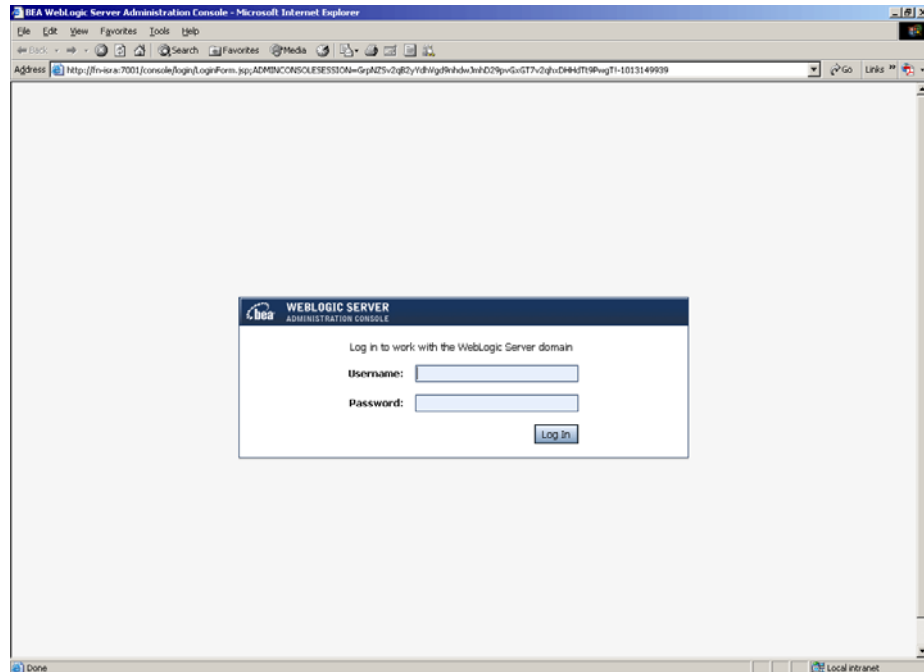 BEA WebLogic Server Administration Console - Microsoft Internet Explorer
File Edit View Favorites Tools Help
Back Search Favorites Media
Address Go Links »
bea WEBLOGIC SERVER
ADMINISTRATION CONSOLE
Log in to work with the WebLogic Server domain
Username:
Password:
Log In
Done Local intranet